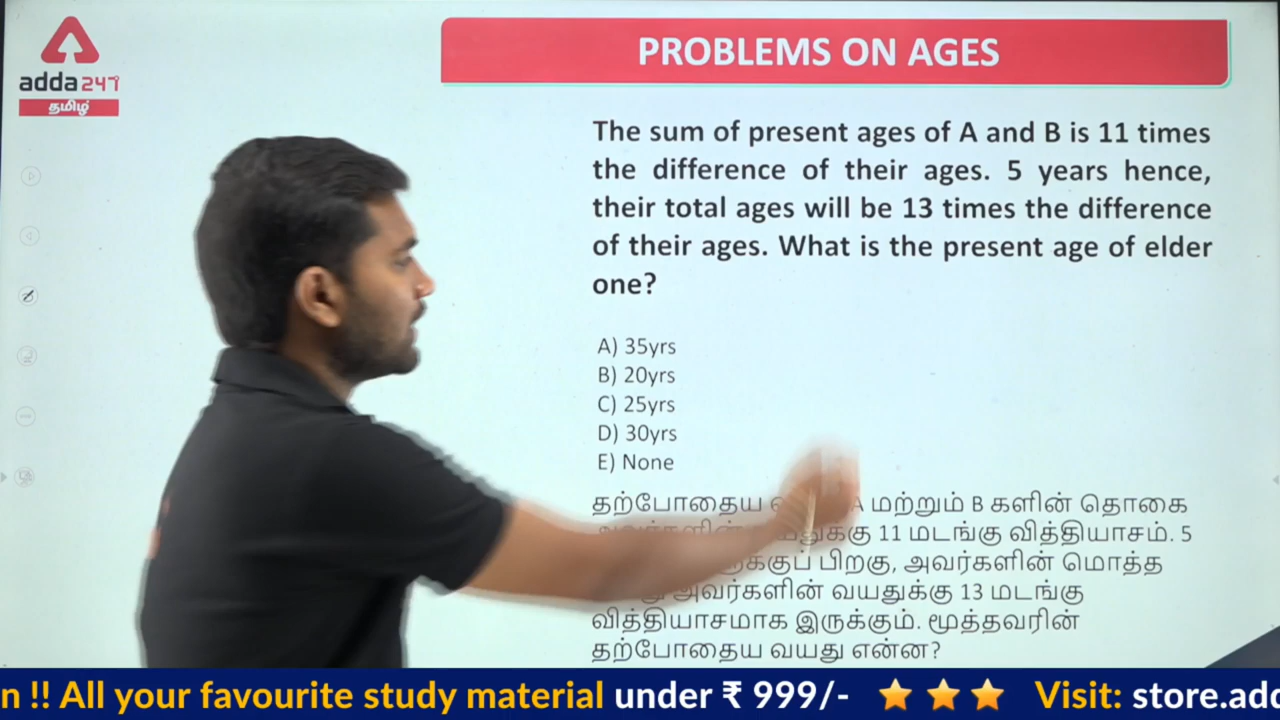 adda247
தமிழ்
PROBLEMS ON AGES
The sum of present ages of A and B is 11 times
the difference of their ages. 5 years hence,
their total ages will be 13 times the difference
of their ages. What is the present age of elder
one?
A) 35yrs
B) 20yrs
C) 25yrs
D) 30yrs
E) None
தற்போதைய A மற்றும் B களின் தொகை
11 மடங்கு வித்தியாசம். 5
பிறகு, அவர்களின் மொத்த
அவர்களின் வயதுக்கு 13 மடங்கு
வித்தியாசமாக இருக்கும். மூத்தவரின்
தற்போதைய வயது என்ன?
n !! All your favourite study material under ₹ 999/- Visit: store.add